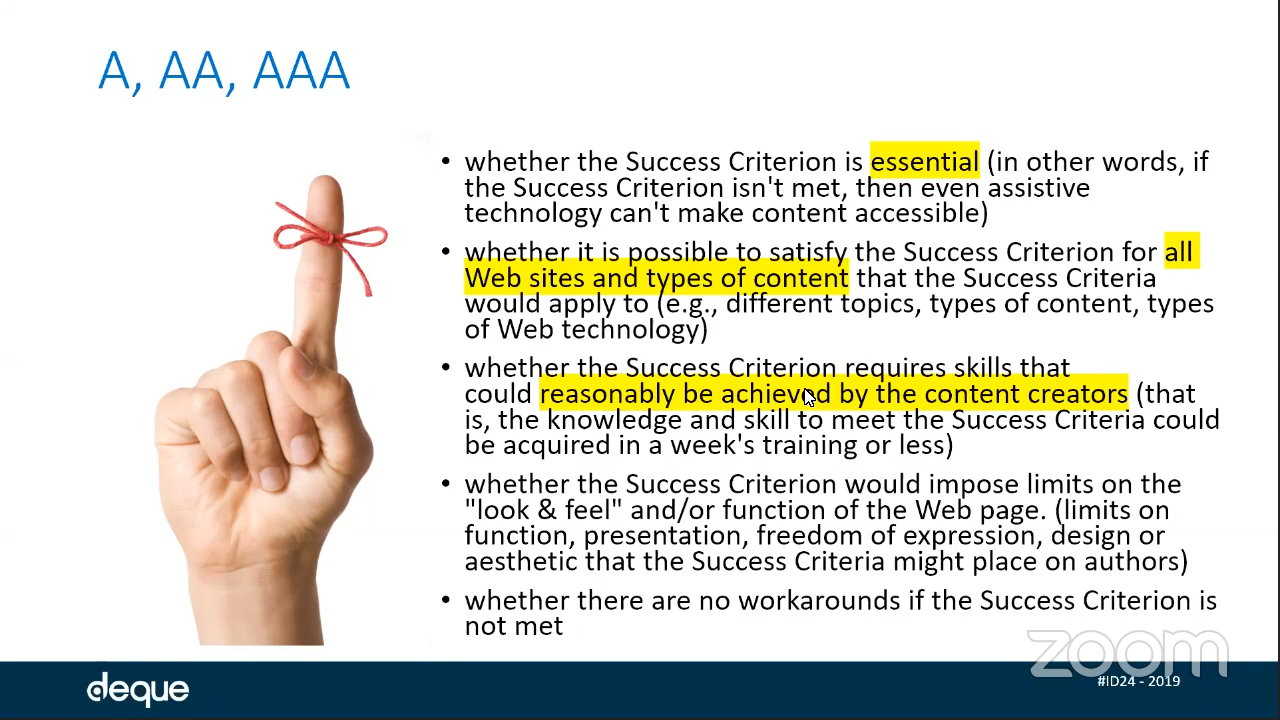 A, AA, AAA
• whether the Success Criterion is essential (in other words, if
the Success Criterion isn't met, then even assistive
technology can't make content accessible)
• whether it is possible to satisfy the Success Criterion for all
Web sites and types of content that the Success Criteria
would apply to (e.g., different topics, types of content, types
of Web technology)
• whether the Success Criterion requires skills that
could reasonably be achieved by the content creators (that
is, the knowledge and skill to meet the Success Criteria could
be acquired in a week's training or less)
• whether the Success Criterion would impose limits on the
"look & feel" and/or function of the Web page. (limits on
function, presentation, freedom of expression, design or
aesthetic that the Success Criteria might place on authors)
• whether there are no workarounds if the Success Criterion is
not met
zoom
deque
#ID24 - 2019